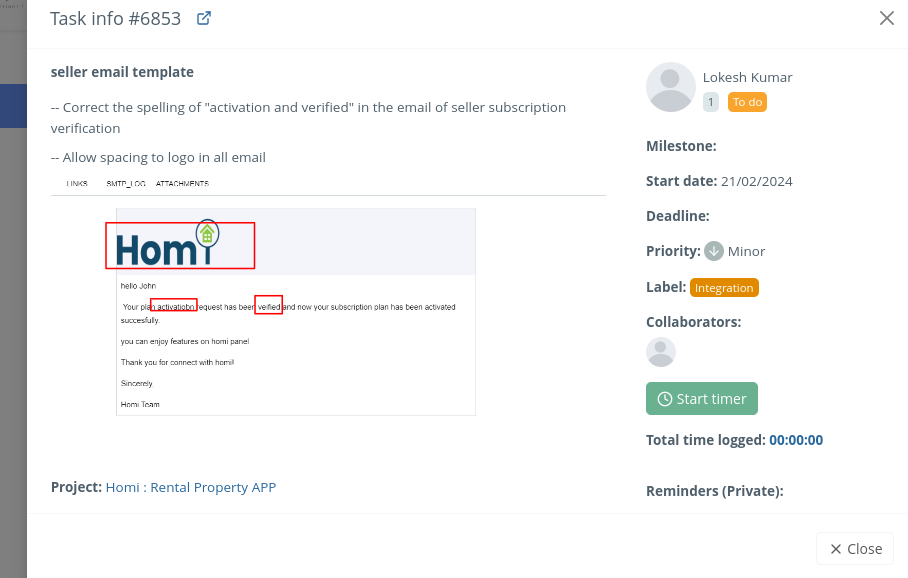 Task info #6853
seller email template
-- Correct the spelling of "activation and verified" in the email of seller subscription
verification
-- Allow spacing to logo in all email
LINKS SMTP_LOG ATTACHMENTS
Homi
hello John
Your plan activatiobn request has been veified and now your subscription plan has been activated
succesfully.
you can enjoy features on homi panel
Thank you for connect with homi!
Sincerely,
Homi Team
Project: Homi : Rental Property APP
Lokesh Kumar
1 To do
Milestone:
Start date: 21/02/2024
Deadline:
Priority: Minor
Label: Integration
Collaborators:
Start timer
Total time logged: 00:00:00
Reminders (Private):
Close